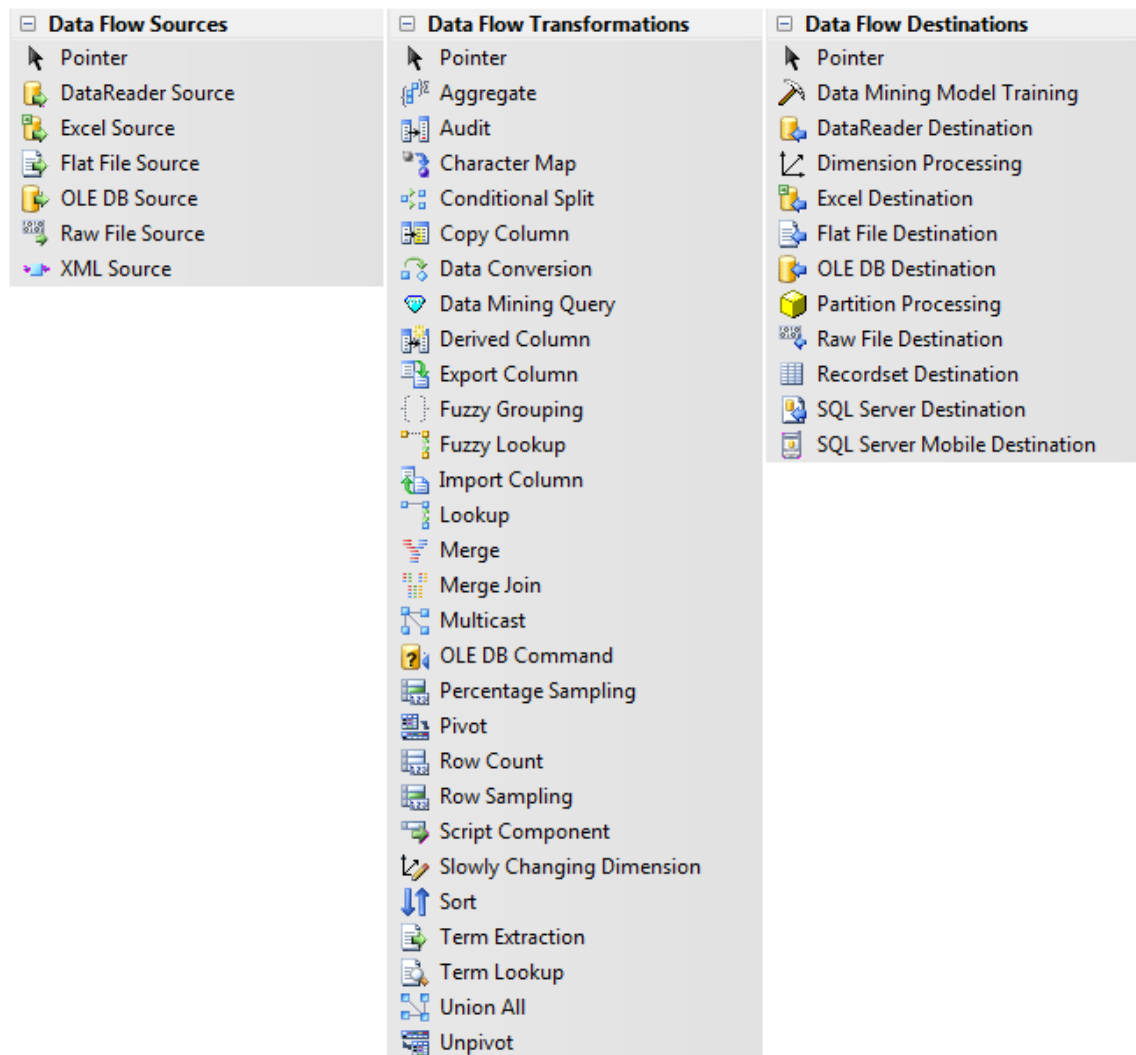 Data Flow Sources
Pointer
DataReader Source
Excel Source
Flat File Source
OLE DB Source
Raw File Source
XML Source
Data Flow Transformations
Pointer
Aggregate
Audit
Character Map
Conditional Split
Copy Column
Data Conversion
Data Mining Query
Derived Column
Export Column
Fuzzy Grouping
Fuzzy Lookup
Import Column
Lookup
Merge
Merge Join
Multicast
OLE DB Command
Percentage Sampling
Pivot
Row Count
Row Sampling
Script Component
Slowly Changing Dimension
Sort
Term Extraction
Term Lookup
Union All
Unpivot
Data Flow Destinations
Pointer
Data Mining Model Training
DataReader Destination
Dimension Processing
Excel Destination
Flat File Destination
OLE DB Destination
Partition Processing
Raw File Destination
Recordset Destination
SQL Server Destination
SQL Server Mobile Destination